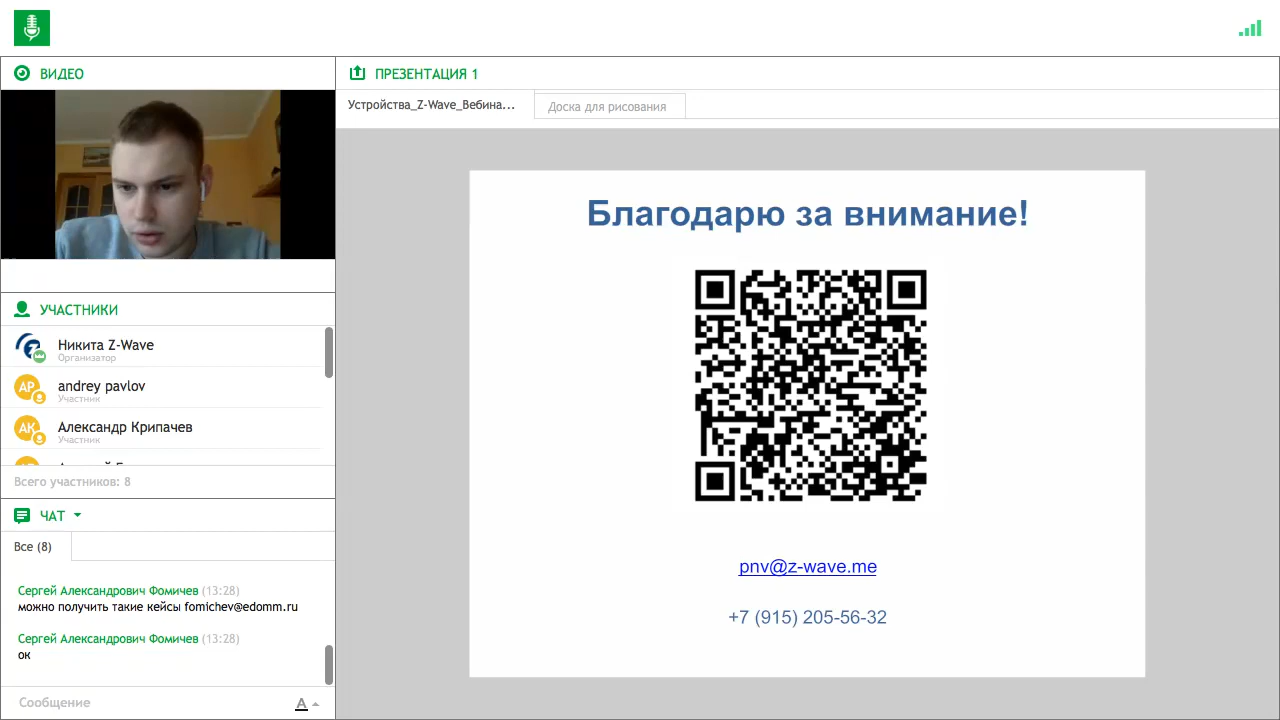 ВИДЕО
ПРЕЗЕНТАЦИЯ 1
Устройства_Z-Wave_Вебина...
Доска для рисования
Благодарю за внимание!
pnv@z-wave.me
+7 (915) 205-56-32
УЧАСТНИКИ
Никита Z-Wave
Организатор
AP
andrey pavlov
Участник
АК
Александр Крипачев
Участник
Всего участников: 8
ЧАТ
Все (8)
Сергей Александрович Фомичев (13:28)
можно получить такие кейсы fomichev@edomm.ru
Сергей Александрович Фомичев (13:28)
ок
Сообщение
A